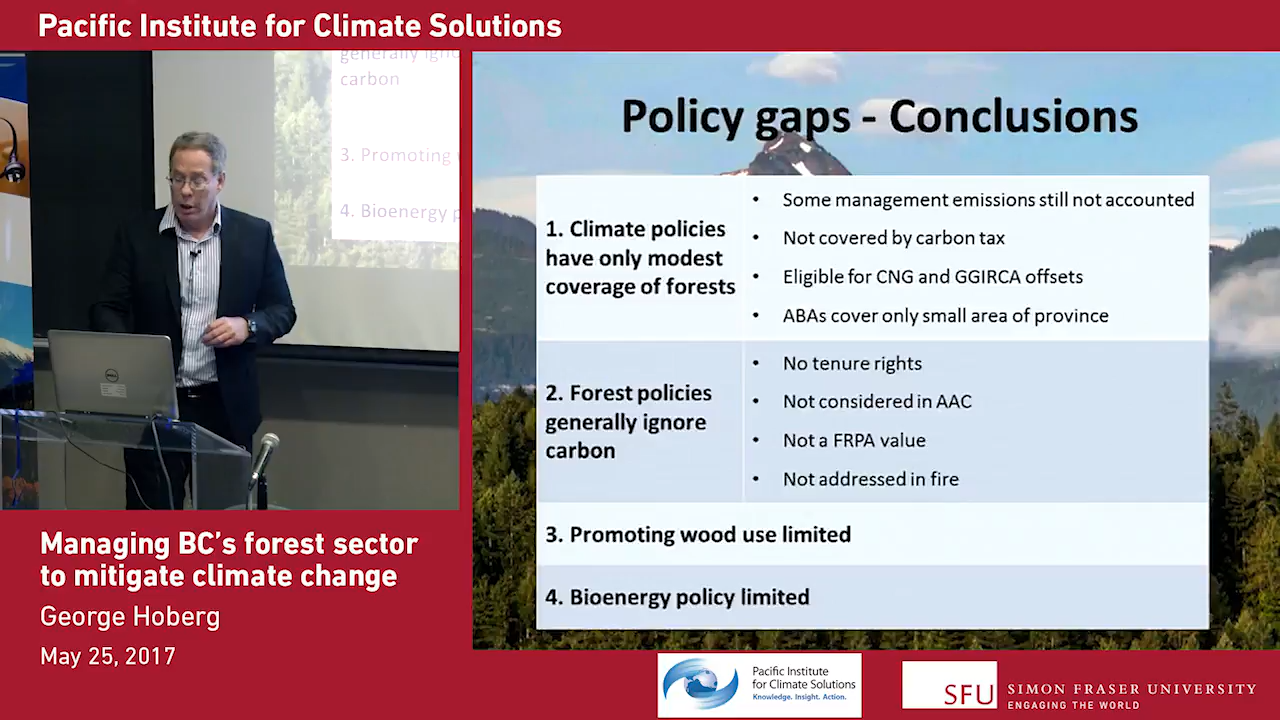 Pacific Institute for Climate Solutions
generally
carbon
3. Promoting
4. Bioenergy
DELL
Policy gaps - Conclusions
1. Climate policies
have only modest
coverage of forests
• Some management emissions still not accounted
• Not covered by carbon tax
• Eligible for CNG and GGIRCA offsets
• ABAs cover only small area of province
2. Forest policies
generally ignore
carbon
• No tenure rights
• Not considered in AAC
• Not a FRPA value
• Not addressed in fire
3. Promoting wood use limited
4. Bioenergy policy limited
Managing BC's forest sector
to mitigate climate change
George Hoberg
May 25, 2017
Pacific Institute
for Climate Solutions
Knowledge. Insight. Action.
SFU
SIMON FRASER UNIVERSITY
ENGAGING THE WORLD